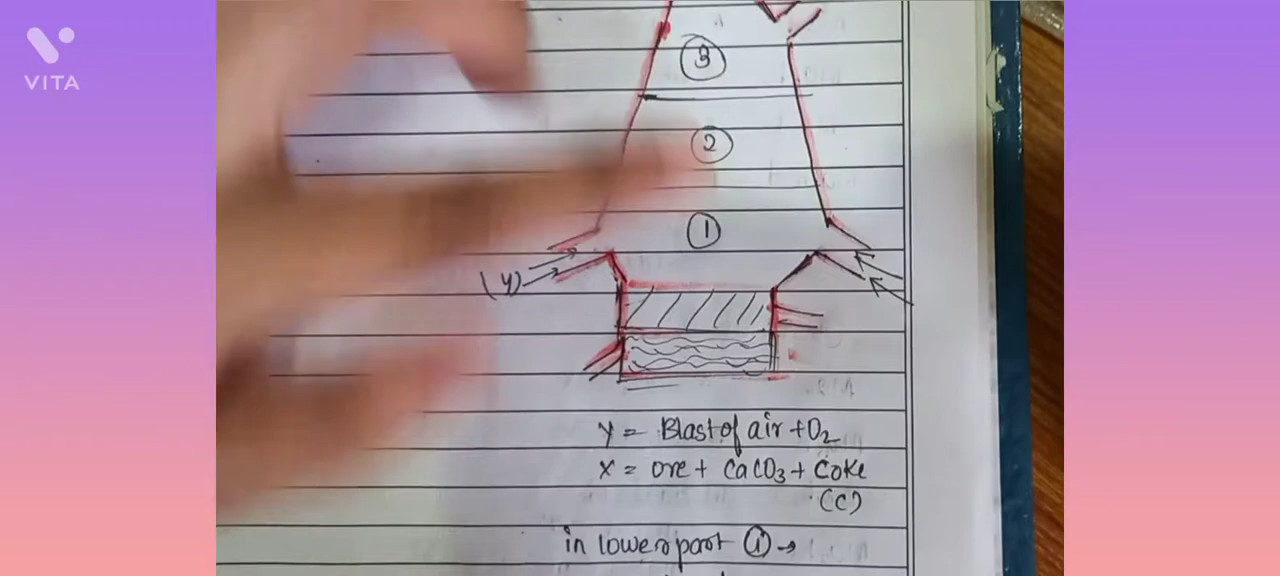 VITA
3
2
1
(y)
y = Blast of air + O2
x = ore + CaCO3 + Coke
(C)
in lower part 1 →